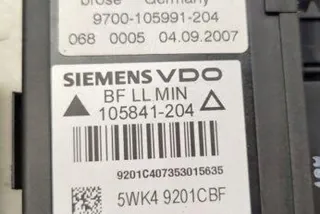 brose Germany
9700-105991-204
068 0005 04.09.2007
SIEMENS VDO
BF LL MIN
105841-204
9201C407353015635
5WK4 9201CBF